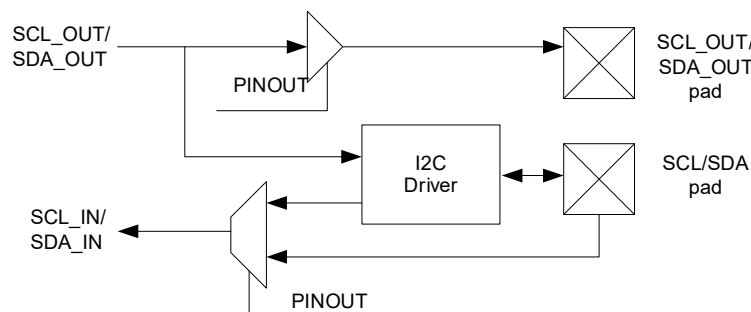 SCL_OUT/
SDA_OUT
SCL_OUT/
SDA_OUT
pad
PINOUT
I2C
Driver
SCL/SDA
pad
SCL_IN/
SDA_IN
PINOUT